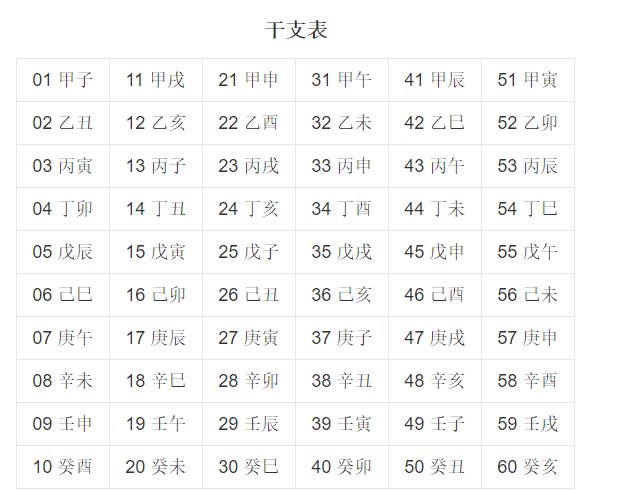 干支表
01 甲子 11 甲戌 21 甲申 31 甲午 41 甲辰 51 甲寅
02 乙丑 12 乙亥 22 乙酉 32 乙未 42 乙巳 52 乙卯
03 丙寅 13 丙子 23 丙戌 33 丙申 43 丙午 53 丙辰
04 丁卯 14 丁丑 24 丁亥 34 丁酉 44 丁未 54 丁巳
05 戊辰 15 戊寅 25 戊子 35 戊戌 45 戊申 55 戊午
06 己巳 16 己卯 26 己丑 36 己亥 46 己酉 56 己未
07 庚午 17 庚辰 27 庚寅 37 庚子 47 庚戌 57 庚申
08 辛未 18 辛巳 28 辛卯 38 辛丑 48 辛亥 58 辛酉
09 壬申 19 壬午 29 壬辰 39 壬寅 49 壬子 59 壬戌
10 癸酉 20 癸未 30 癸巳 40 癸卯 50 癸丑 60 癸亥